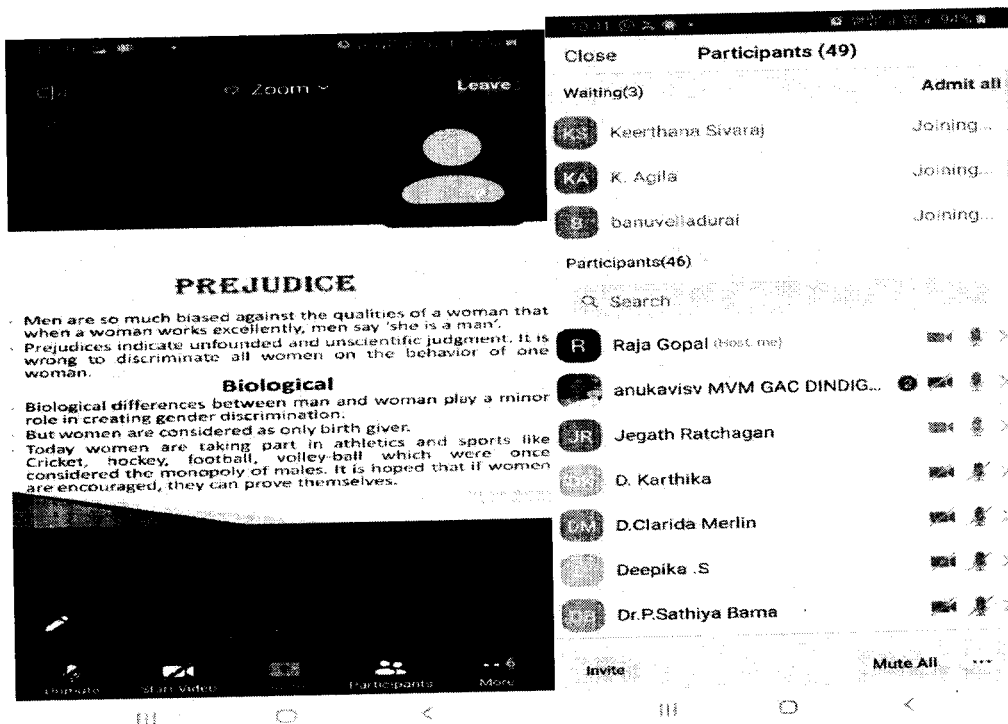 Zoom
Leave
PREJUDICE
Men are so much biased against the qualities of a woman that
when a woman works excellently, men say 'she is a man'.
Prejudices indicate unfounded and unscientific judgment. It is
wrong to discriminate all women on the behavior of one
woman.
Biological
Biological differences between man and woman play a minor
role in creating gender discrimination.
But women are considered as only birth giver.
Today women are taking part in athletics and sports like
Cricket, hockey, football, volley-ball which were once
considered the monopoly of males. It is hoped that if women
are encouraged, they can prove themselves.
Unmute
Start Video
Participants
More
6
94%
Close
Participants (49)
Waiting(3)
Admit all
KS Keerthana Sivaraj Joining...
KA K. Agila Joining...
B banuvelladurai Joining...
Participants(46)
Search
R Raja Gopal (Host, me)
anukavisv MVM GAC DINDIG... 2
JR Jegath Ratchagan
D. Karthika
DM D.Clarida Merlin
Deepika .S
Dr.P.Sathiya Bama
Invite
Mute All